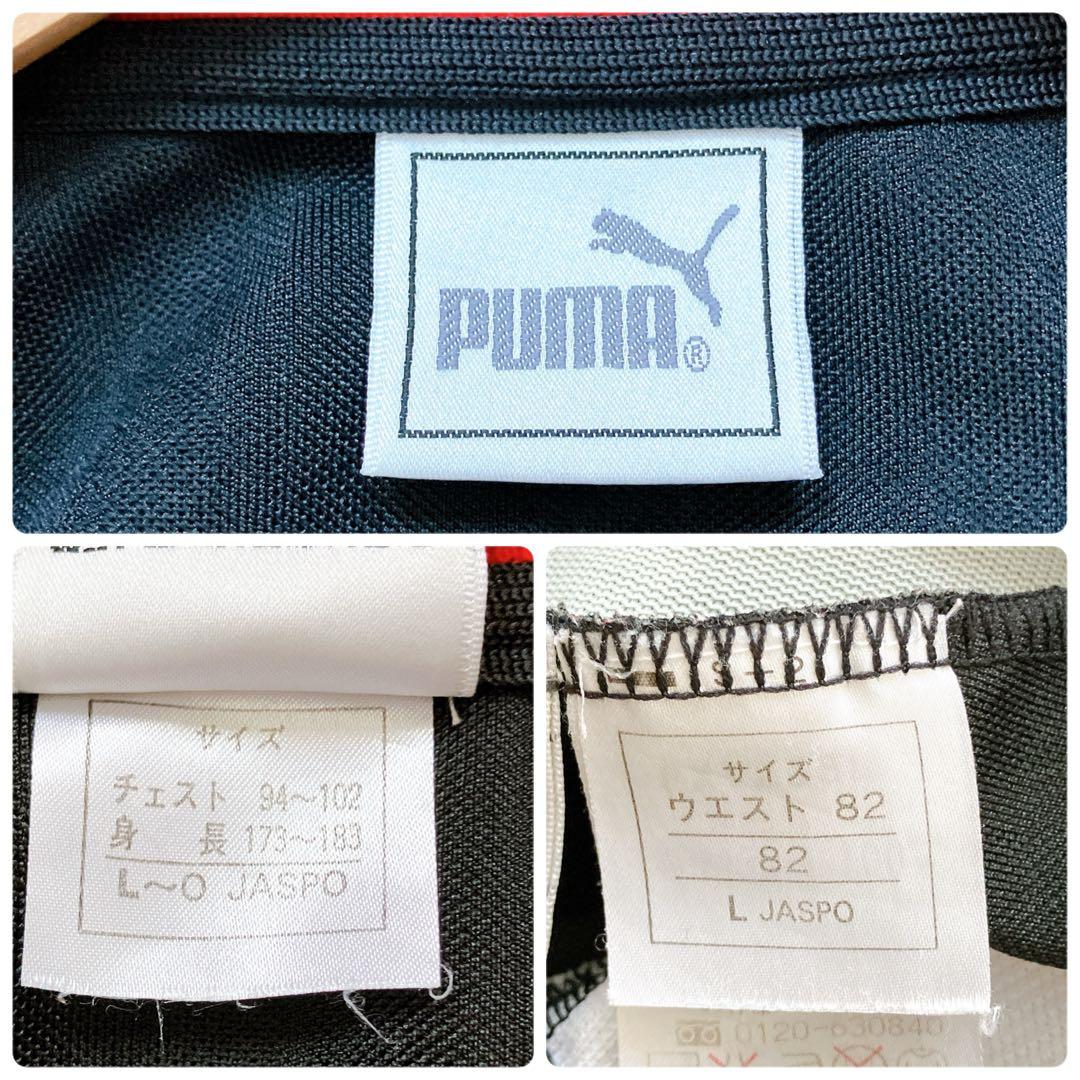 PUMA®
サイズ
チェスト 94〜102
身 長 173〜183
L〜O JASPO
サイズ
ウエスト 82
82
L JASPO
0120-630840